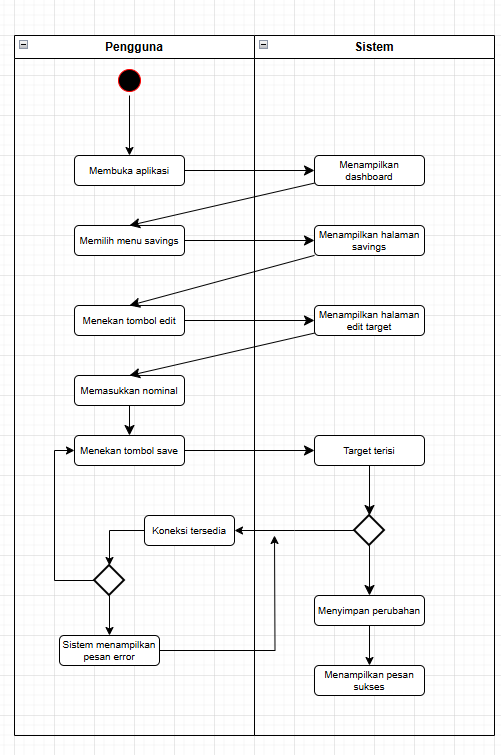 Pengguna
Sistem
Membuka aplikasi
Menampilkan
dashboard
Memilih menu savings
Menampilkan halaman
savings
Menekan tombol edit
Menampilkan halaman
edit target
Memasukkan nominal
Menekan tombol save
Target terisi
Koneksi tersedia
Menyimpan perubahan
Sistem menampilkan
pesan error
Menampilkan pesan
sukses